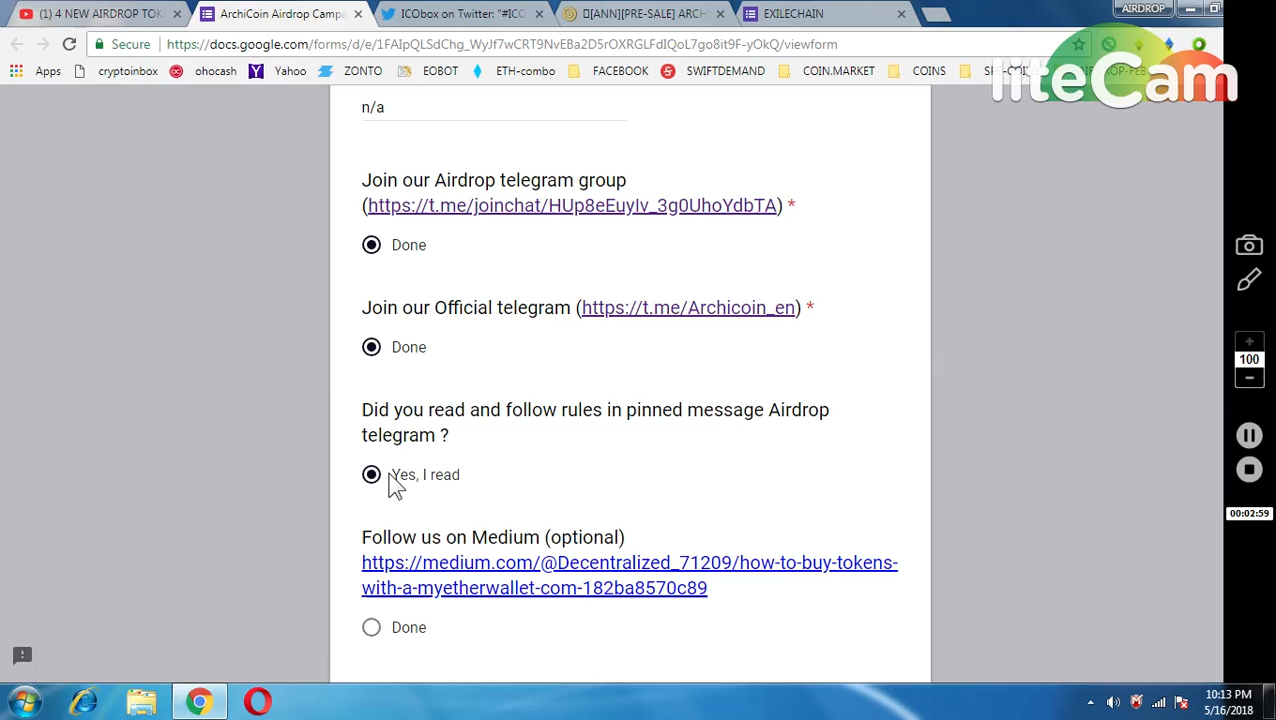 (1) 4 NEW AIRDROP TOK
ArchiCoin Airdrop Campa
ICObox on Twitter: "#ICO
[ANN][PRE-SALE] ARCH
EXILECHAIN
AIRDROP
Secure
https://docs.google.com/forms/d/e/1FAIpQLSdChg_WyJf7wCRT9NvEBa2D5rOXRGLFdIQoL7go8it9F-yOkQ/viewform
Apps
cryptoinbox
ohocash
Yahoo
FACEBOOK
SWIFTDEMAND
COIN.MARKET
COINS
ETH-combo
liteCam
n/a
Join our Airdrop telegram group
(https://t.me/joinchat/HUp8eEuyIv_3g0UhoYdbTA) *
Done
Join our Official telegram (https://t.me/Archicoin_en) *
Done
Did you read and follow rules in pinned message Airdrop
telegram ?
Yes, I read
Follow us on Medium (optional)
https://medium.com/@Decentralized_71209/how-to-buy-tokens-
with-a-myetherwallet-com-182ba8570c89
Done
100
00:02:59
10:13 PM
5/16/2018